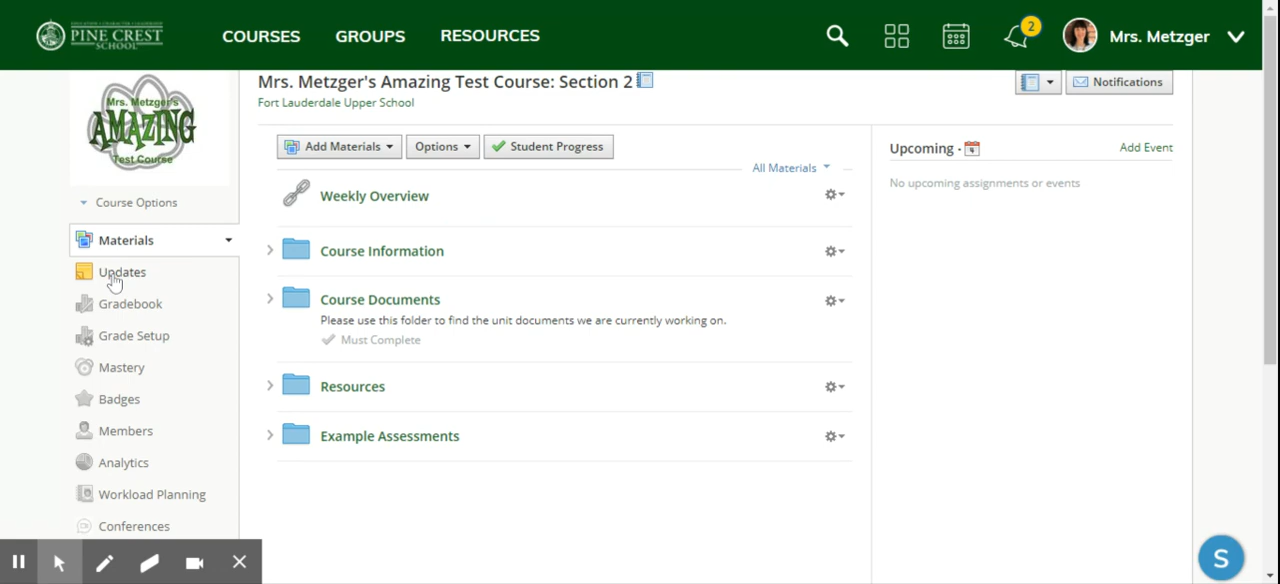 PINE CREST
SCHOOL
COURSES
GROUPS
RESOURCES
2
Mrs. Metzger
Mrs. Metzger's
AMAZING
Test Course
Course Options
Materials
Updates
Gradebook
Grade Setup
Mastery
Badges
Members
Analytics
Workload Planning
Conferences
Mrs. Metzger's Amazing Test Course: Section 2
Fort Lauderdale Upper School
Notifications
Add Materials
Options
Student Progress
All Materials
Weekly Overview
Course Information
Course Documents
Please use this folder to find the unit documents we are currently working on.
Must Complete
Resources
Example Assessments
Upcoming ·
Add Event
No upcoming assignments or events
S